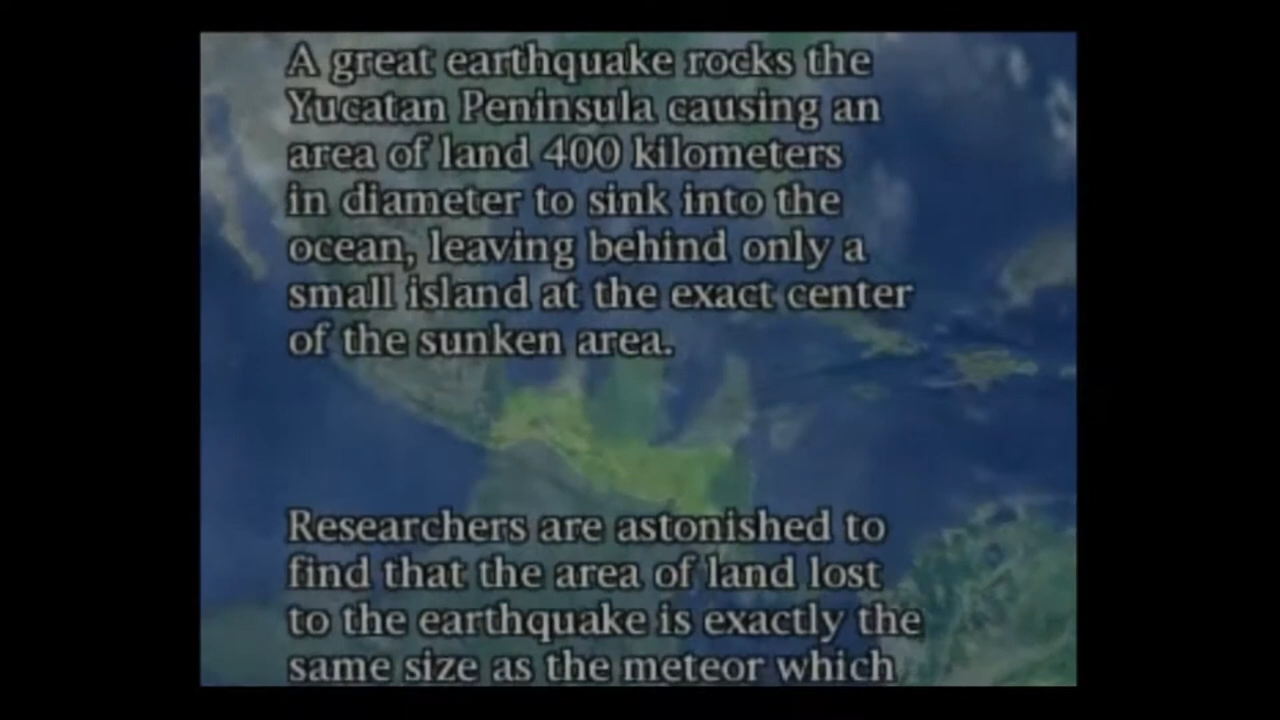 A great earthquake rocks the
Yucatan Peninsula causing an
area of land 400 kilometers
in diameter to sink into the
ocean, leaving behind only a
small island at the exact center
of the sunken area.
Researchers are astonished to
find that the area of land lost
to the earthquake is exactly the
same size as the meteor which